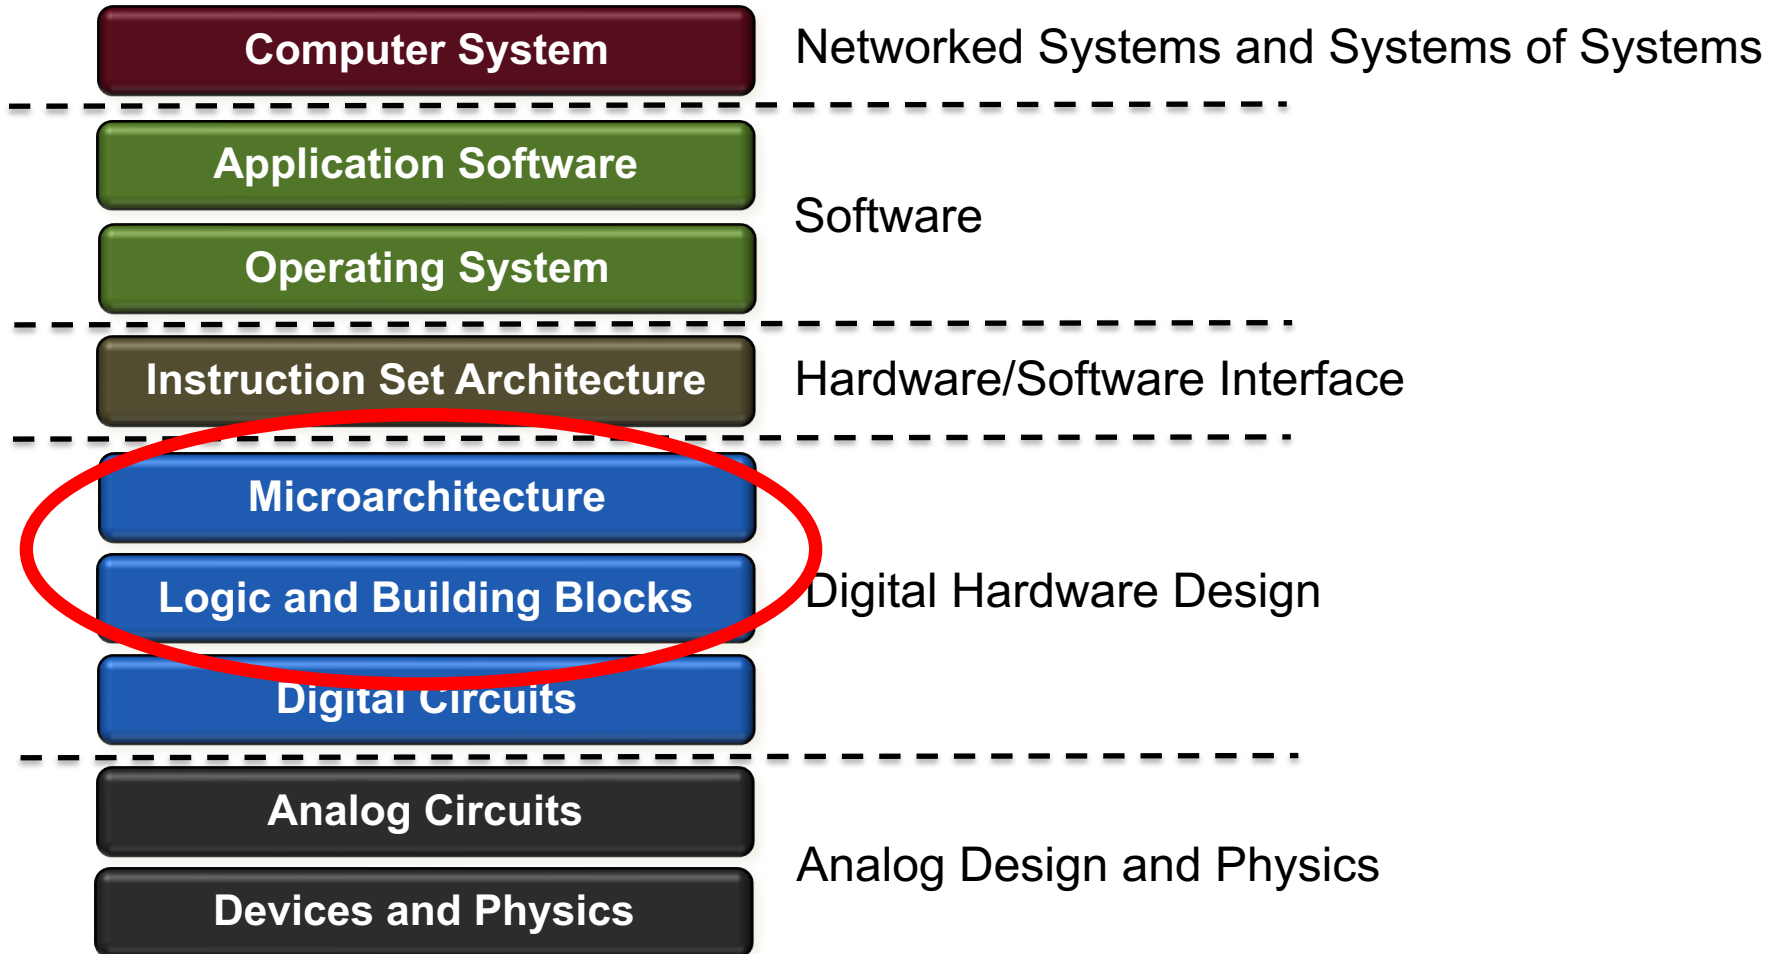 Computer System
Networked Systems and Systems of Systems
Application Software
Software
Operating System
Instruction Set Architecture
Hardware/Software Interface
Microarchitecture
Logic and Building Blocks
Digital Hardware Design
Digital Circuits
Analog Circuits
Analog Design and Physics
Devices and Physics